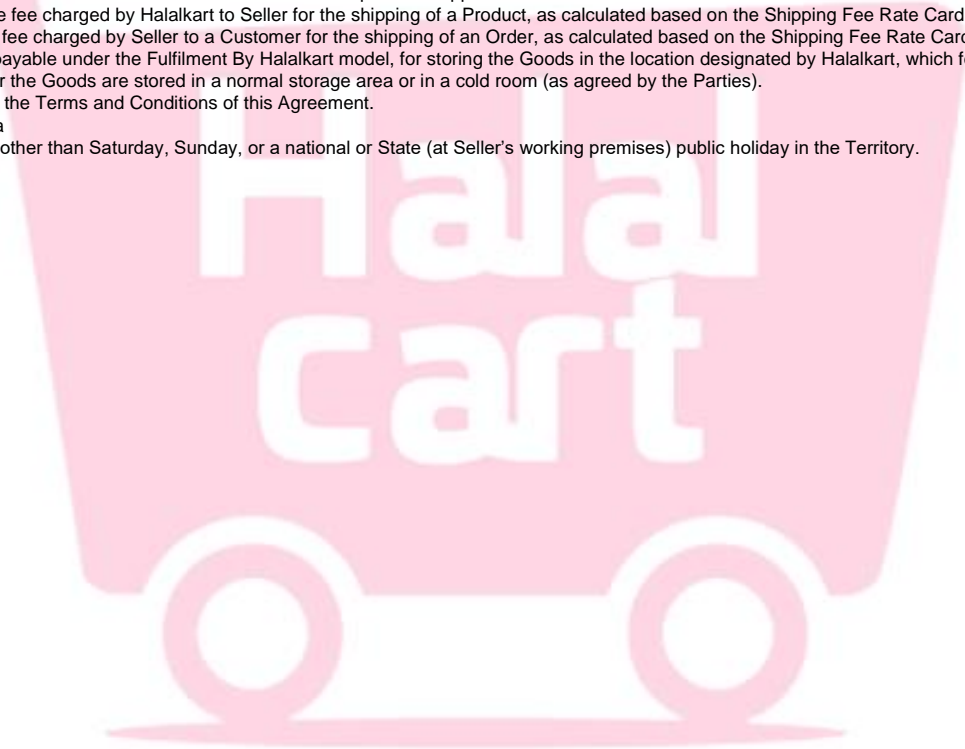 e fee charged by Halalkart to Seller for the shipping of a Product, as calculated based on the Shipping Fee Rate Card
fee charged by Seller to a Customer for the shipping of an Order, as calculated based on the Shipping Fee Rate Card
payable under the Fulfilment By Halalkart model, for storing the Goods in the location designated by Halalkart, which f
r the Goods are stored in a normal storage area or in a cold room (as agreed by the Parties).
the Terms and Conditions of this Agreement.
a
other than Saturday, Sunday, or a national or State (at Seller's working premises) public holiday in the Territory.
Halal
cart